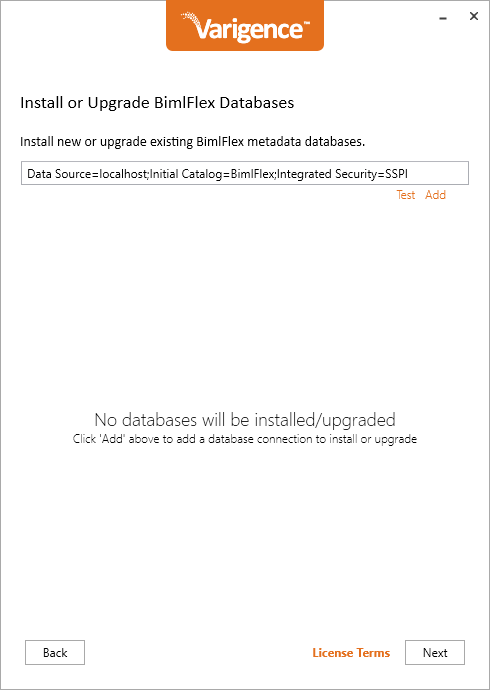 Varigence™
Install or Upgrade BimlFlex Databases
Install new or upgrade existing BimlFlex metadata databases.
Data Source=localhost;Initial Catalog=BimlFlex;Integrated Security=SSPI
Test Add
No databases will be installed/upgraded
Click 'Add' above to add a database connection to install or upgrade
Back License Terms Next